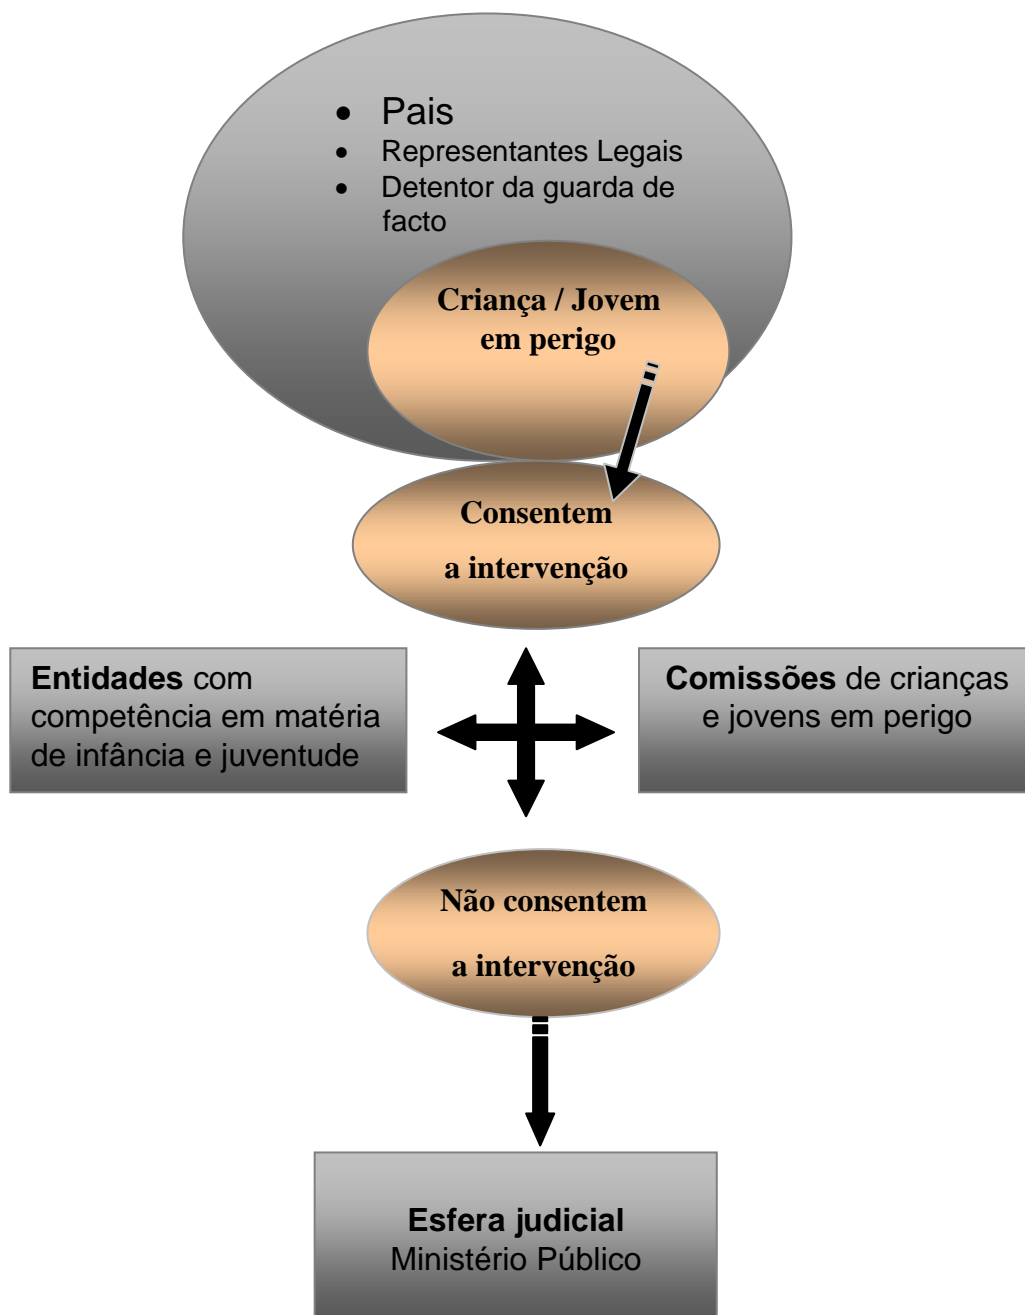 • Pais
• Representantes Legais
• Detentor da guarda de
facto
Criança / Jovem
em perigo
Consentem
a intervenção
Entidades com
competência em matéria
de infância e juventude
Comissões de crianças
e jovens em perigo
Não consentem
a intervenção
Esfera judicial
Ministério Público